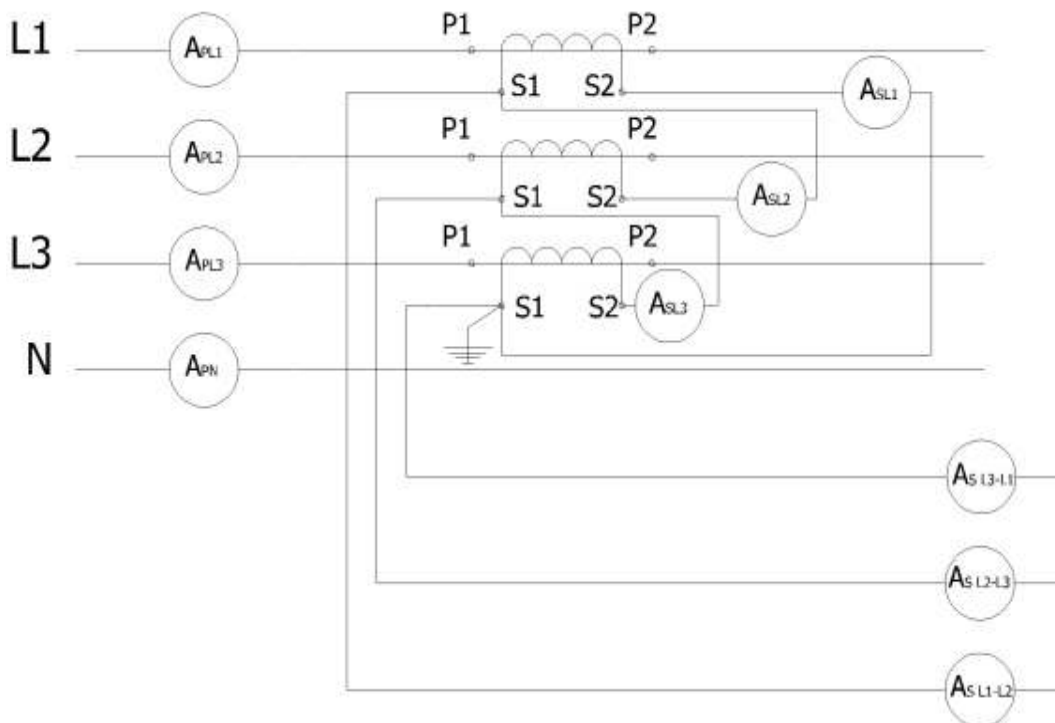 L1 APL1 P1 P2
S1 S2 ASL1
L2 APL2 P1 P2
S1 S2 ASL2
L3 APL3 P1 P2
S1 S2 ASL3
N APN
AS L3-L1
AS L2-L3
AS L1-L2